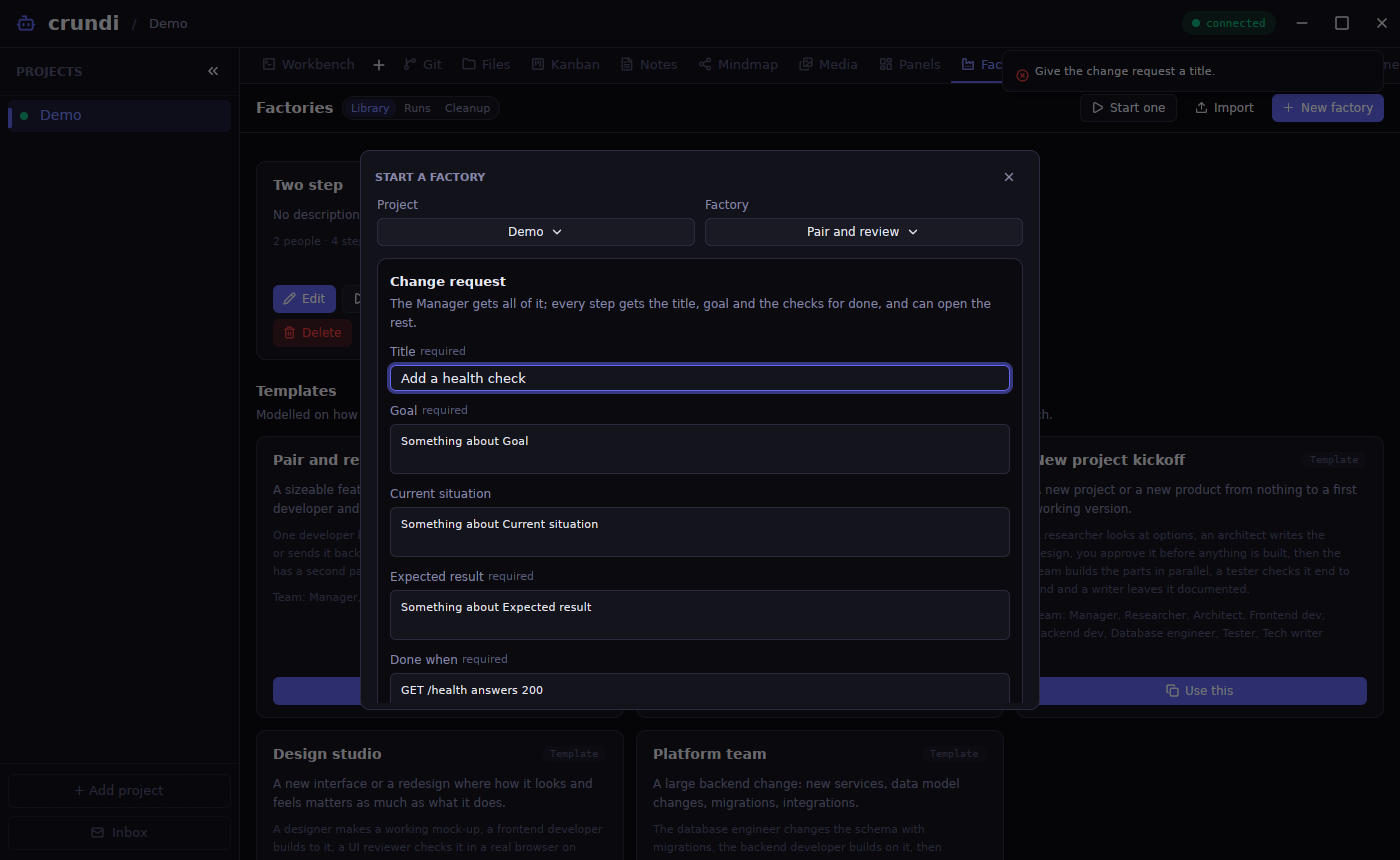 crundi / Demo
connected
PROJECTS
Demo
+ Add project
Inbox
Workbench
Git
Files
Kanban
Notes
Mindmap
Media
Panels
Give the change request a title.
Factories
Library
Runs
Cleanup
Start one
Import
+ New factory
Two step
No description
Edit
Delete
START A FACTORY
Project
Factory
Demo
Pair and review
Change request
The Manager gets all of it; every step gets the title, goal and the checks for done, and can open the
rest.
Title required
Add a health check
Goal required
Something about Goal
Current situation
Something about Current situation
Expected result required
Something about Expected result
Done when required
GET /health answers 200
Templates
Modelled on how
Pair and re
A sizeable feat
developer and
One developer
or sends it back
has a second pa
Team: Manager,
New project kickoff
Template
new project or a new product from nothing to a first
working version.
researcher looks at options, an architect writes the
design, you approve it before anything is built, then the
team builds the parts in parallel, a tester checks it end to
end and a writer leaves it documented.
Team: Manager, Researcher, Architect, Frontend dev,
Backend dev, Database engineer, Tester, Tech writer
Use this
Design studio
Template
A new interface or a redesign where how it looks and
feels matters as much as what it does.
A designer makes a working mock-up, a frontend developer
builds to it, a UI reviewer checks it in a real browser on
Platform team
Template
A large backend change: new services, data model
changes, migrations, integrations.
The database engineer changes the schema with
migrations, the backend developer builds on it, then